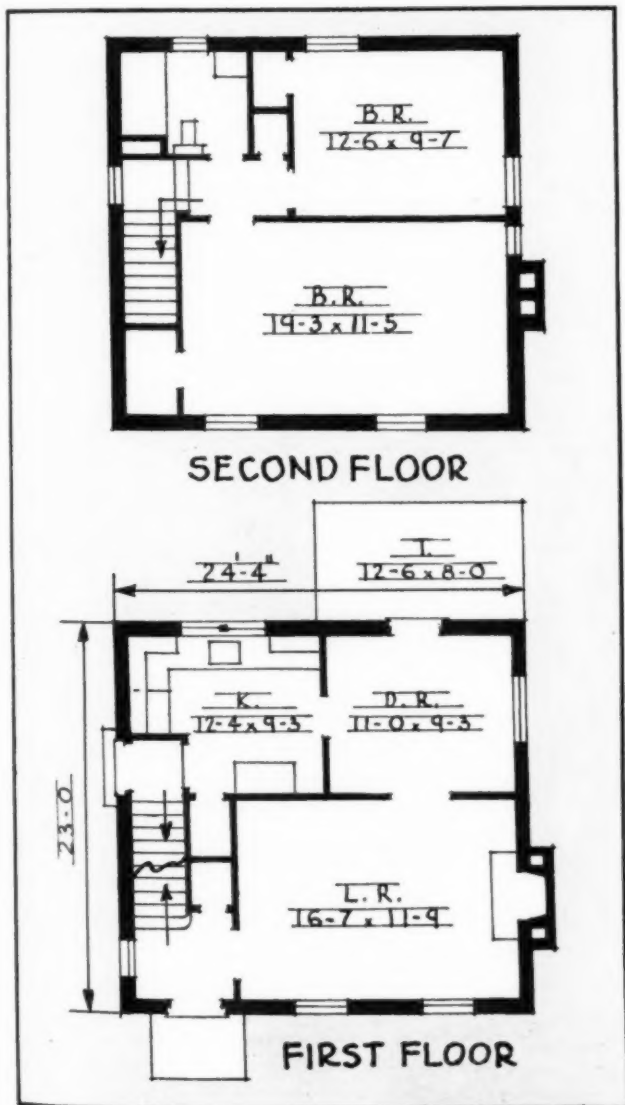 B.R.
12-6 x 9-7
B.R.
19-3 x 11-5
SECOND FLOOR
24'-4"
T.
12-6 x 8-0
K.
12-4 x 9-3
D.R.
11-0 x 9-3
23-0
L.R.
16-7 x 11-9
FIRST FLOOR